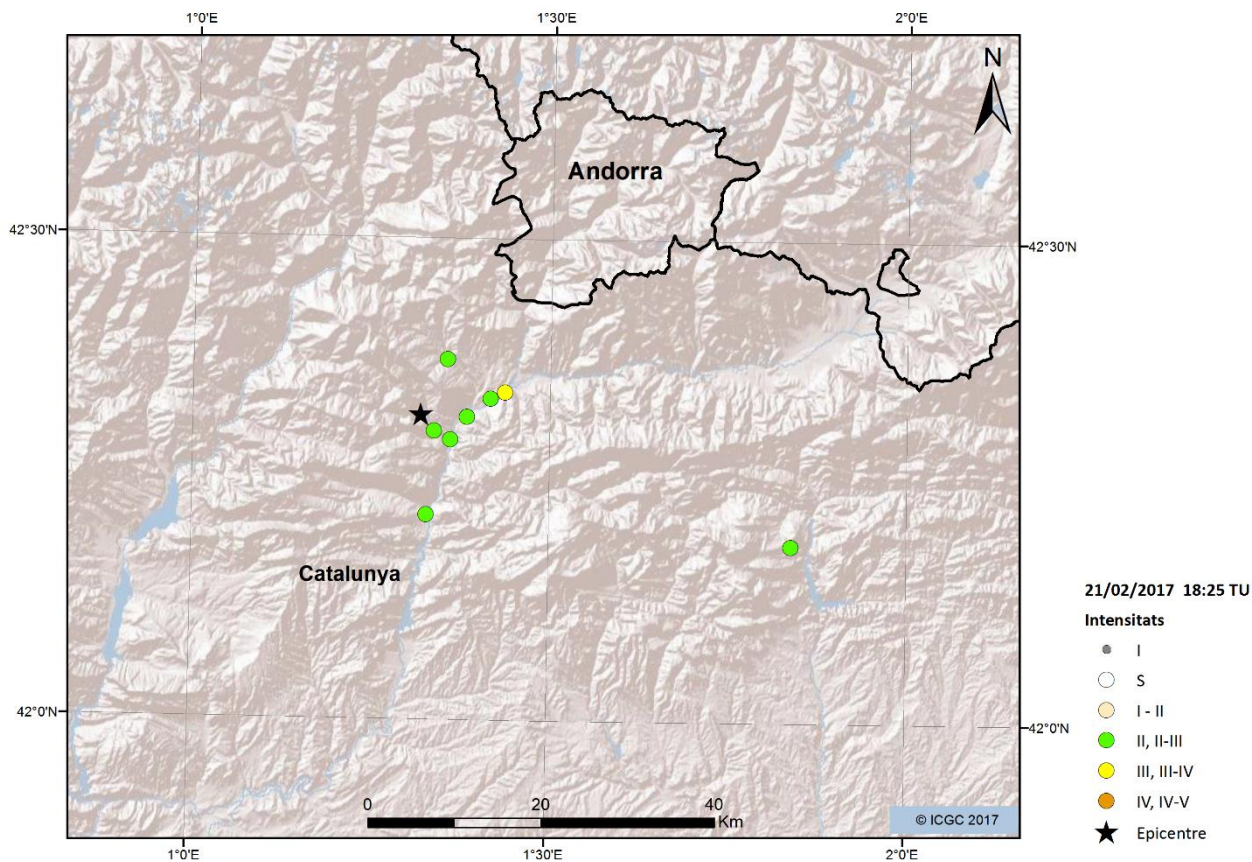 1°0'E
1°30'E
2°0'E
N
Andorra
42°30'N
42°30'N
Catalunya
21/02/2017 18:25 TU
Intensitats
I
S
I - II
II, II-III
III, III-IV
IV, IV-V
Epicentre
42°0'N
42°0'N
0
20
40
Km
© ICGC 2017
1°0'E
1°30'E
2°0'E